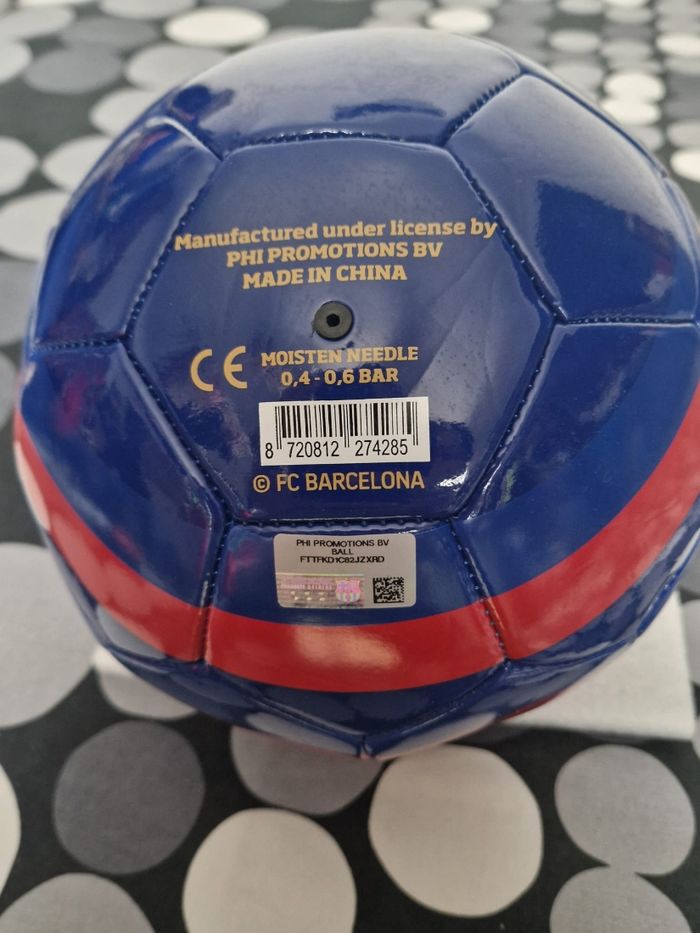 Manufactured under license by
PHI PROMOTIONS BV
MADE IN CHINA
CE MOISTEN NEEDLE
0,4 - 0,6 BAR
8 720812 274285
© FC BARCELONA
PHI PROMOTIONS BV
BALL
FTTFKD1C82JZXRD